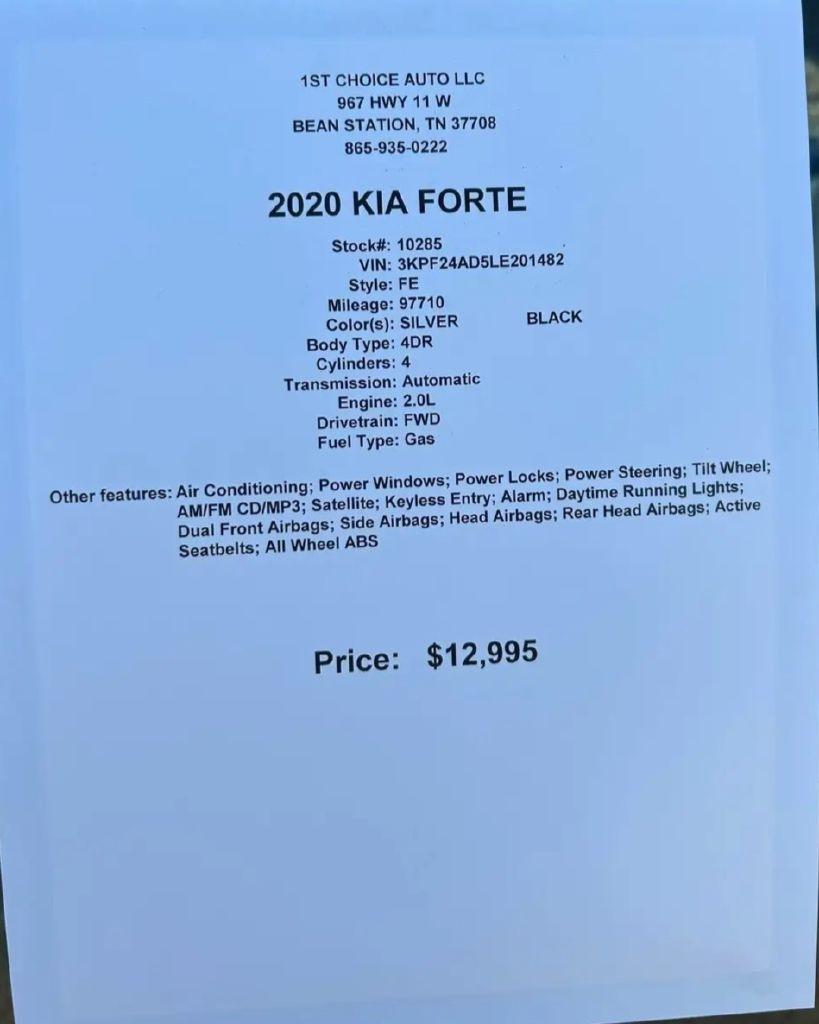 1ST CHOICE AUTO LLC
967 HWY 11 W
BEAN STATION, TN 37708
865-935-0222
2020 KIA FORTE
Stock#: 10285
VIN: 3KPF24AD5LE201482
Style: FE
Mileage: 97710
Color(s): SILVER BLACK
Body Type: 4DR
Cylinders: 4
Transmission: Automatic
Engine: 2.0L
Drivetrain: FWD
Fuel Type: Gas
Other features: Air Conditioning; Power Windows; Power Locks; Power Steering; Tilt Wheel;
AM/FM CD/MP3; Satellite; Keyless Entry; Alarm; Daytime Running Lights;
Dual Front Airbags; Side Airbags; Head Airbags; Rear Head Airbags; Active
Seatbelts; All Wheel ABS
Price: $12,995